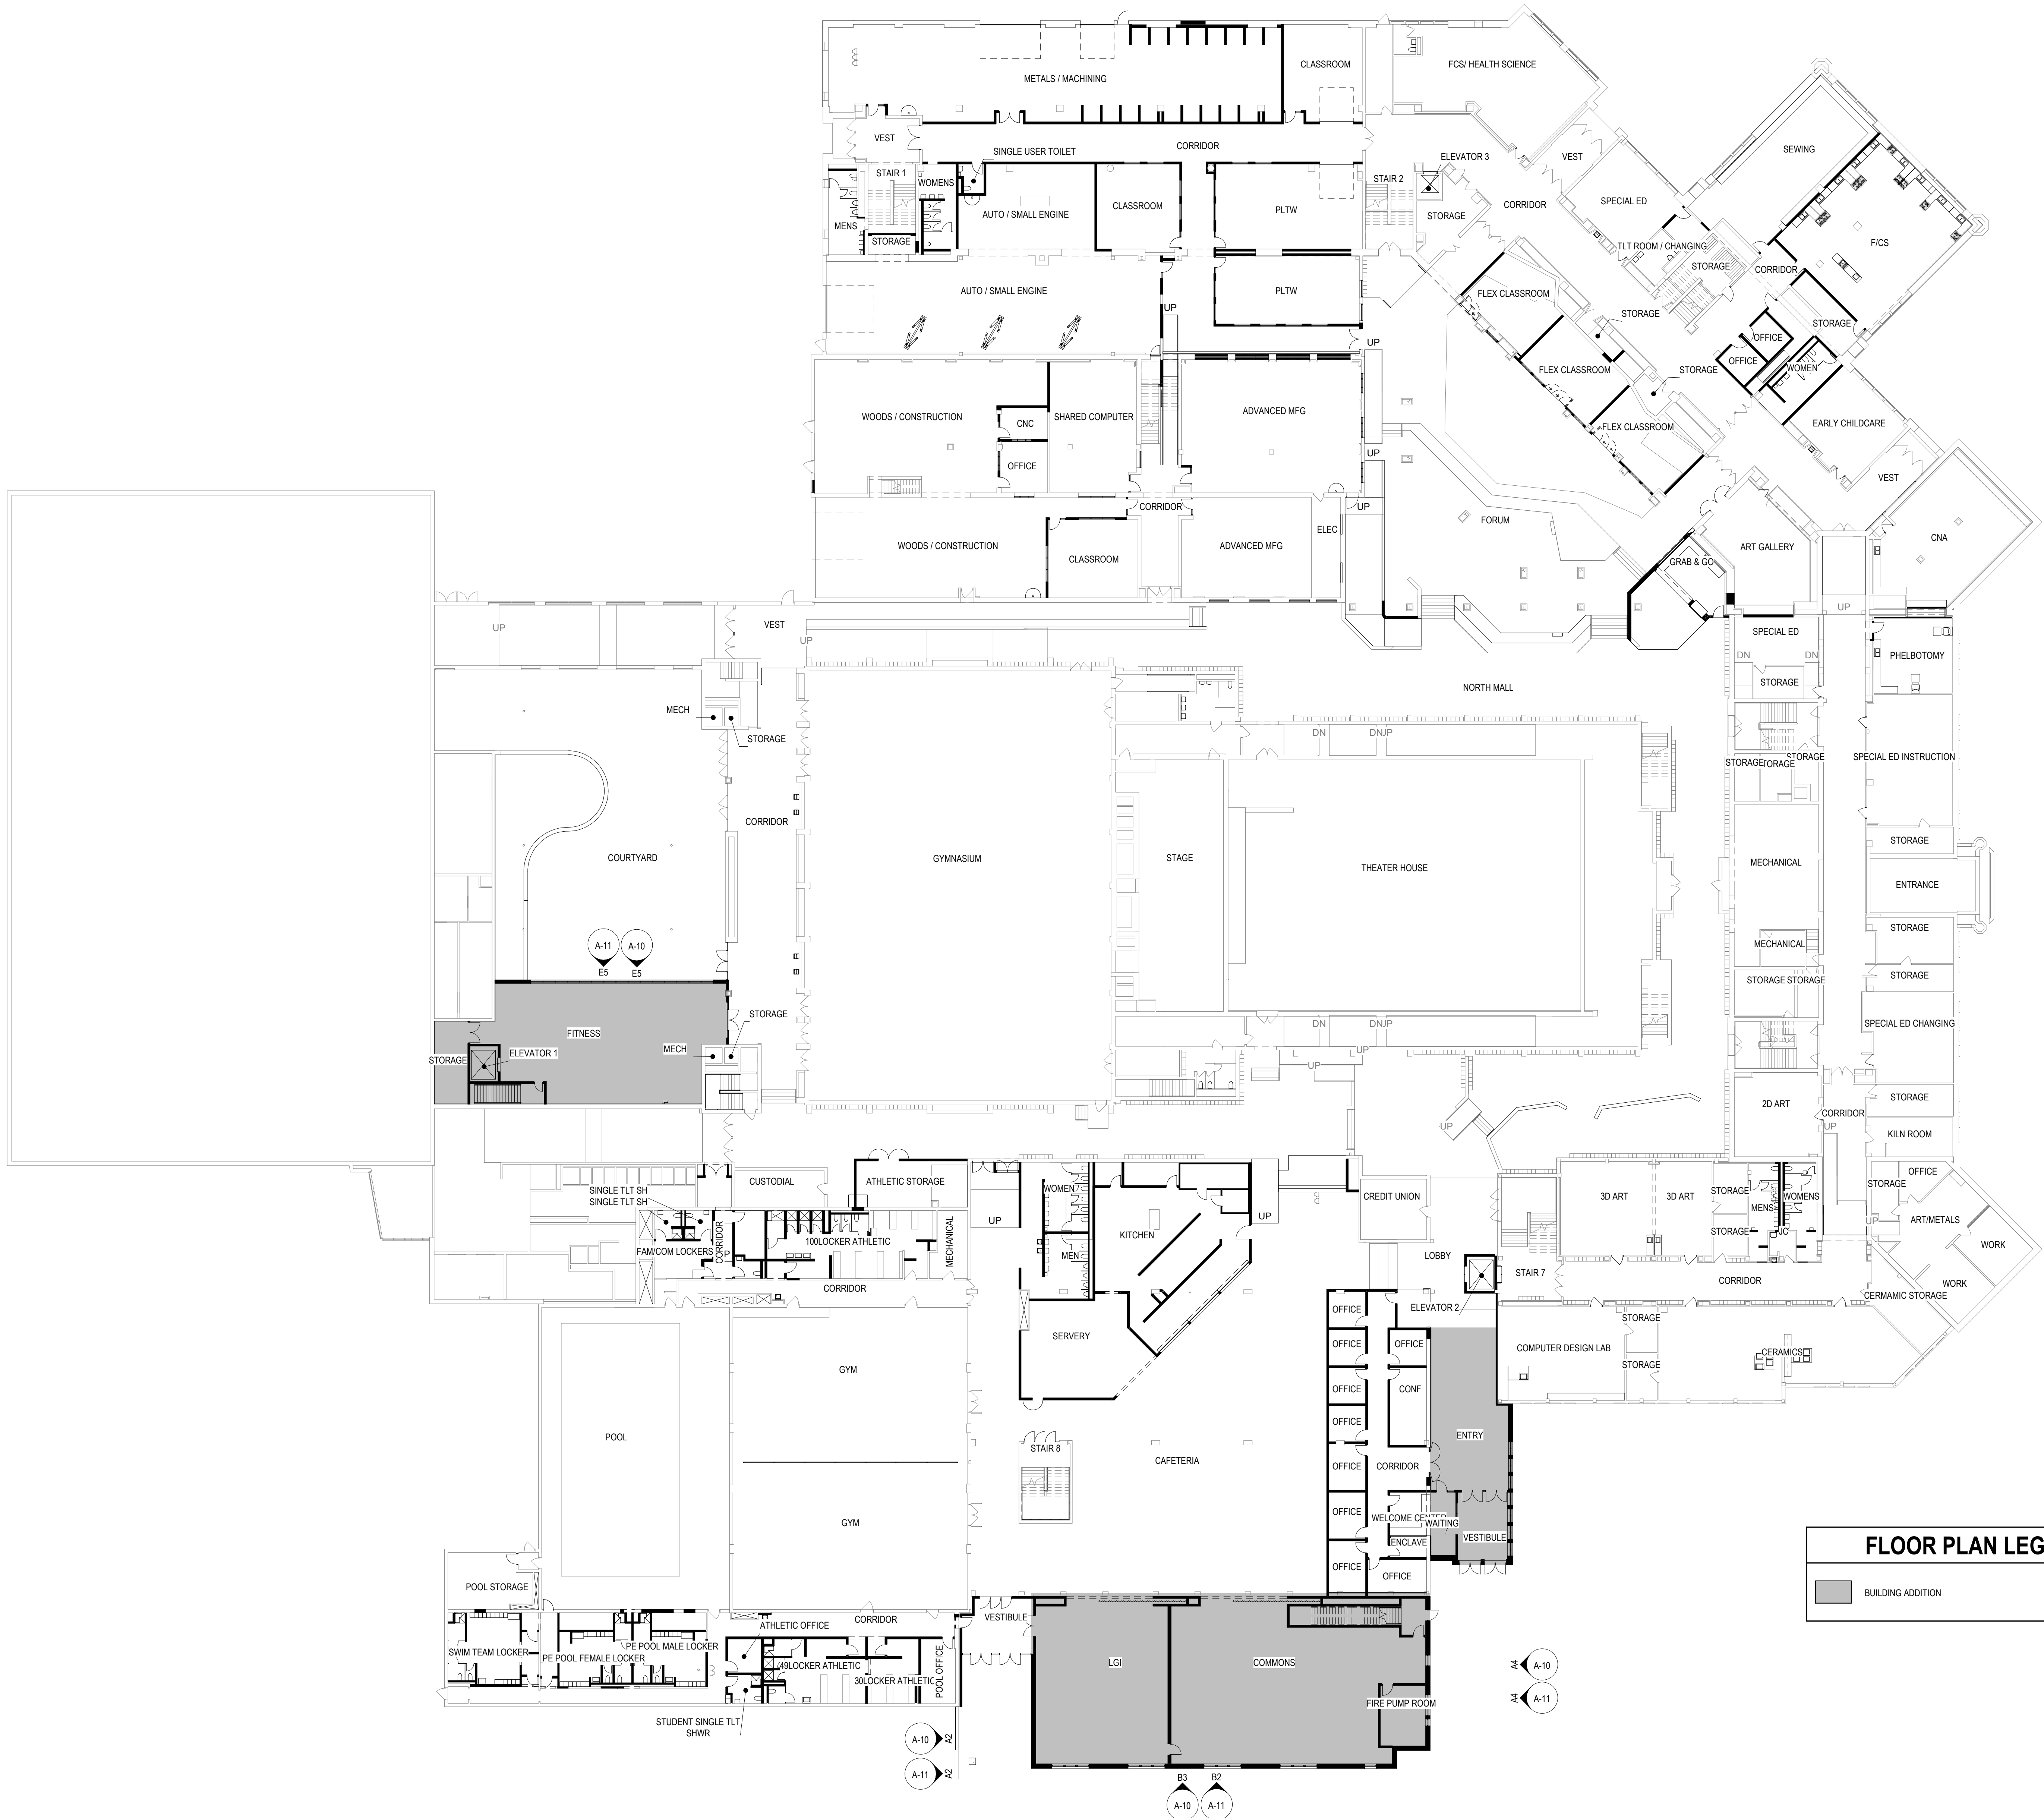 METALS / MACHINING
CLASSROOM
FCS/ HEALTH SCIENCE
VEST
CORRIDOR
SINGLE USER TOILET
ELEVATOR 3
VEST
SEWING
STAIR 1
WOMENS
STAIR 2
MENS
STORAGE
AUTO / SMALL ENGINE
CLASSROOM
PLTW
STORAGE
CORRIDOR
SPECIAL ED
F/CS
TLT ROOM / CHANGING
STORAGE
CORRIDOR
AUTO / SMALL ENGINE
PLTW
UP
FLEX CLASSROOM
STORAGE
STORAGE
UP
OFFICE
OFFICE
WOMEN
FLEX CLASSROOM
STORAGE
WOODS / CONSTRUCTION
CNC
SHARED COMPUTER
ADVANCED MFG
FLEX CLASSROOM
EARLY CHILDCARE
OFFICE
UP
VEST
UP
CORRIDOR
ELEC
FORUM
WOODS / CONSTRUCTION
CLASSROOM
ADVANCED MFG
GRAB & GO
ART GALLERY
CNA
UP
UP
VEST
UP
SPECIAL ED
DN
DN
STORAGE
PHELBOTOMY
NORTH MALL
MECH
STORAGE
DN
DN
UP
STORAGE
STORAGE
STORAGE
SPECIAL ED INSTRUCTION
CORRIDOR
COURTYARD
GYMNASIUM
STAGE
THEATER HOUSE
MECHANICAL
STORAGE
ENTRANCE
A-11
A-10
E5
E5
MECHANICAL
STORAGE
STORAGE
STORAGE
STORAGE
FITNESS
STORAGE
STORAGE
ELEVATOR 1
MECH
DN
DN
UP
UP
UP
SPECIAL ED CHANGING
2D ART
CORRIDOR
STORAGE
UP
UP
KILN ROOM
SINGLE TLT SH
SINGLE TLT SH
CUSTODIAL
ATHLETIC STORAGE
WOMEN
KITCHEN
CREDIT UNION
3D ART
3D ART
STORAGE
MENS
WOMENS
STORAGE
OFFICE
UP
UP
STORAGE
JC
UP
ART/METALS
WORK
FAM/COM LOCKERS
CORRIDOR
100LOCKER ATHLETIC
MECHANICAL
MEN
LOBBY
STAIR 7
CORRIDOR
WORK
CORRIDOR
ELEVATOR 2
CERMAMIC STORAGE
OFFICE
STORAGE
SERVERY
OFFICE
OFFICE
COMPUTER DESIGN LAB
CERAMICS
GYM
STORAGE
OFFICE
CONF
POOL
OFFICE
ENTRY
STAIR 8
CAFETERIA
OFFICE
CORRIDOR
GYM
OFFICE
WELCOME CENTER
WAITING
VESTIBULE
ENCLAVE
OFFICE
OFFICE
FLOOR PLAN LEG
BUILDING ADDITION
POOL STORAGE
CORRIDOR
VESTIBULE
ATHLETIC OFFICE
SWIM TEAM LOCKER
PE POOL MALE LOCKER
PE POOL FEMALE LOCKER
49LOCKER ATHLETIC
30LOCKER ATHLETIC
POOL OFFICE
LGI
COMMONS
FIRE PUMP ROOM
A4
A-10
A4
A-11
STUDENT SINGLE TLT
SHWR
A-10
A2
A-11
A2
B3
B2
A-10
A-11